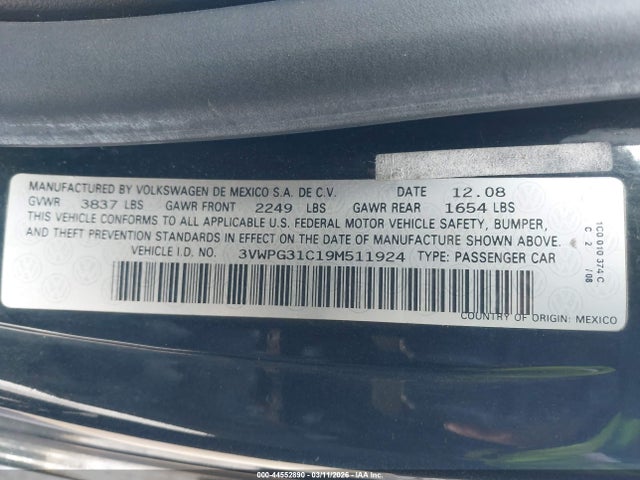 MANUFACTURED BY VOLKSWAGEN DE MEXICO S.A. DE C.V. DATE 12.08
GVWR 3837 LBS GAWR FRONT 2249 LBS GAWR REAR 1654 LBS
THIS VEHICLE CONFORMS TO ALL APPLICABLE U.S. FEDERAL MOTOR VEHICLE SAFETY, BUMPER,
AND THEFT PREVENTION STANDARDS IN EFFECT ON THE DATE OF MANUFACTURE SHOWN ABOVE.
VEHICLE I.D. NO. 3VWPG31C19M511924 TYPE: PASSENGER CAR
COUNTRY OF ORIGIN: MEXICO
1C0 010 374 C
C 2 /08
000-44552890 - 03/11/2026 - IAAI.COM